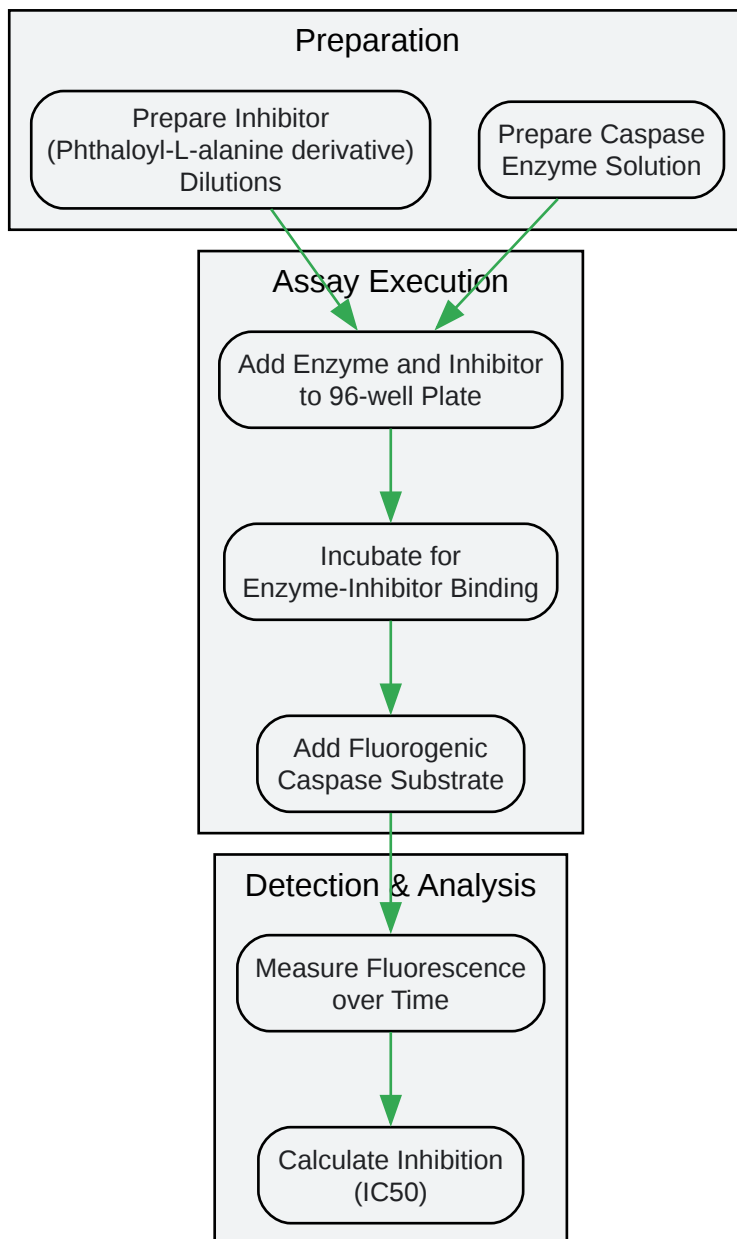 Preparation
Prepare Inhibitor
(Phthaloyl-L-alanine derivative)
Dilutions
Prepare Caspase
Enzyme Solution
Assay Execution
Add Enzyme and Inhibitor
to 96-well Plate
Incubate for
Enzyme-Inhibitor Binding
Add Fluorogenic
Caspase Substrate
Detection & Analysis
Measure Fluorescence
over Time
Calculate Inhibition
(IC50)